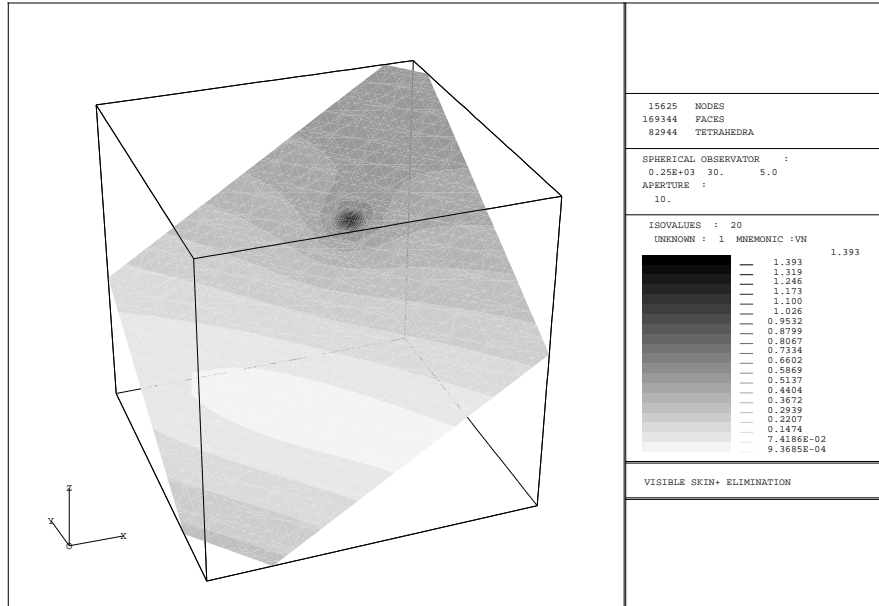 15625 NODES
169344 FACES
82944 TETRAHEDRA
SPHERICAL OBSERVATOR :
0.25E+03 30. 5.0
APERTURE :
10.
ISOVALUES : 20
UNKNOWN : 1 MNEMONIC :VN
1.393
1.393
1.319
1.246
1.173
1.100
1.026
0.9532
0.8799
0.8067
0.7334
0.6602
0.5869
0.5137
0.4404
0.3672
0.2939
0.2207
0.1474
7.4186E-02
9.3685E-04
VISIBLE SKIN+ ELIMINATION
Z
Y
X